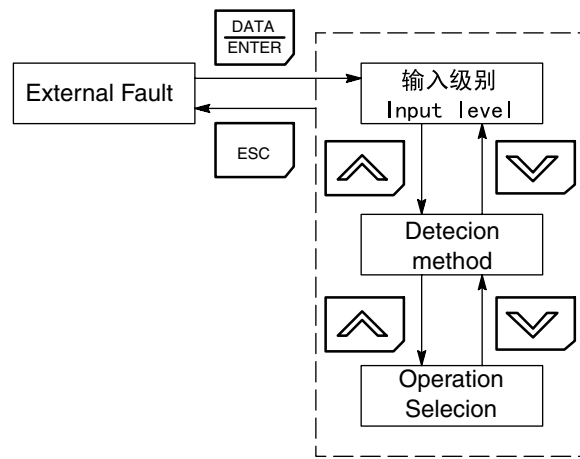 DATA
ENTER
External Fault
输入级别
Input level
ESC
Detecion
method
Operation
Selecion